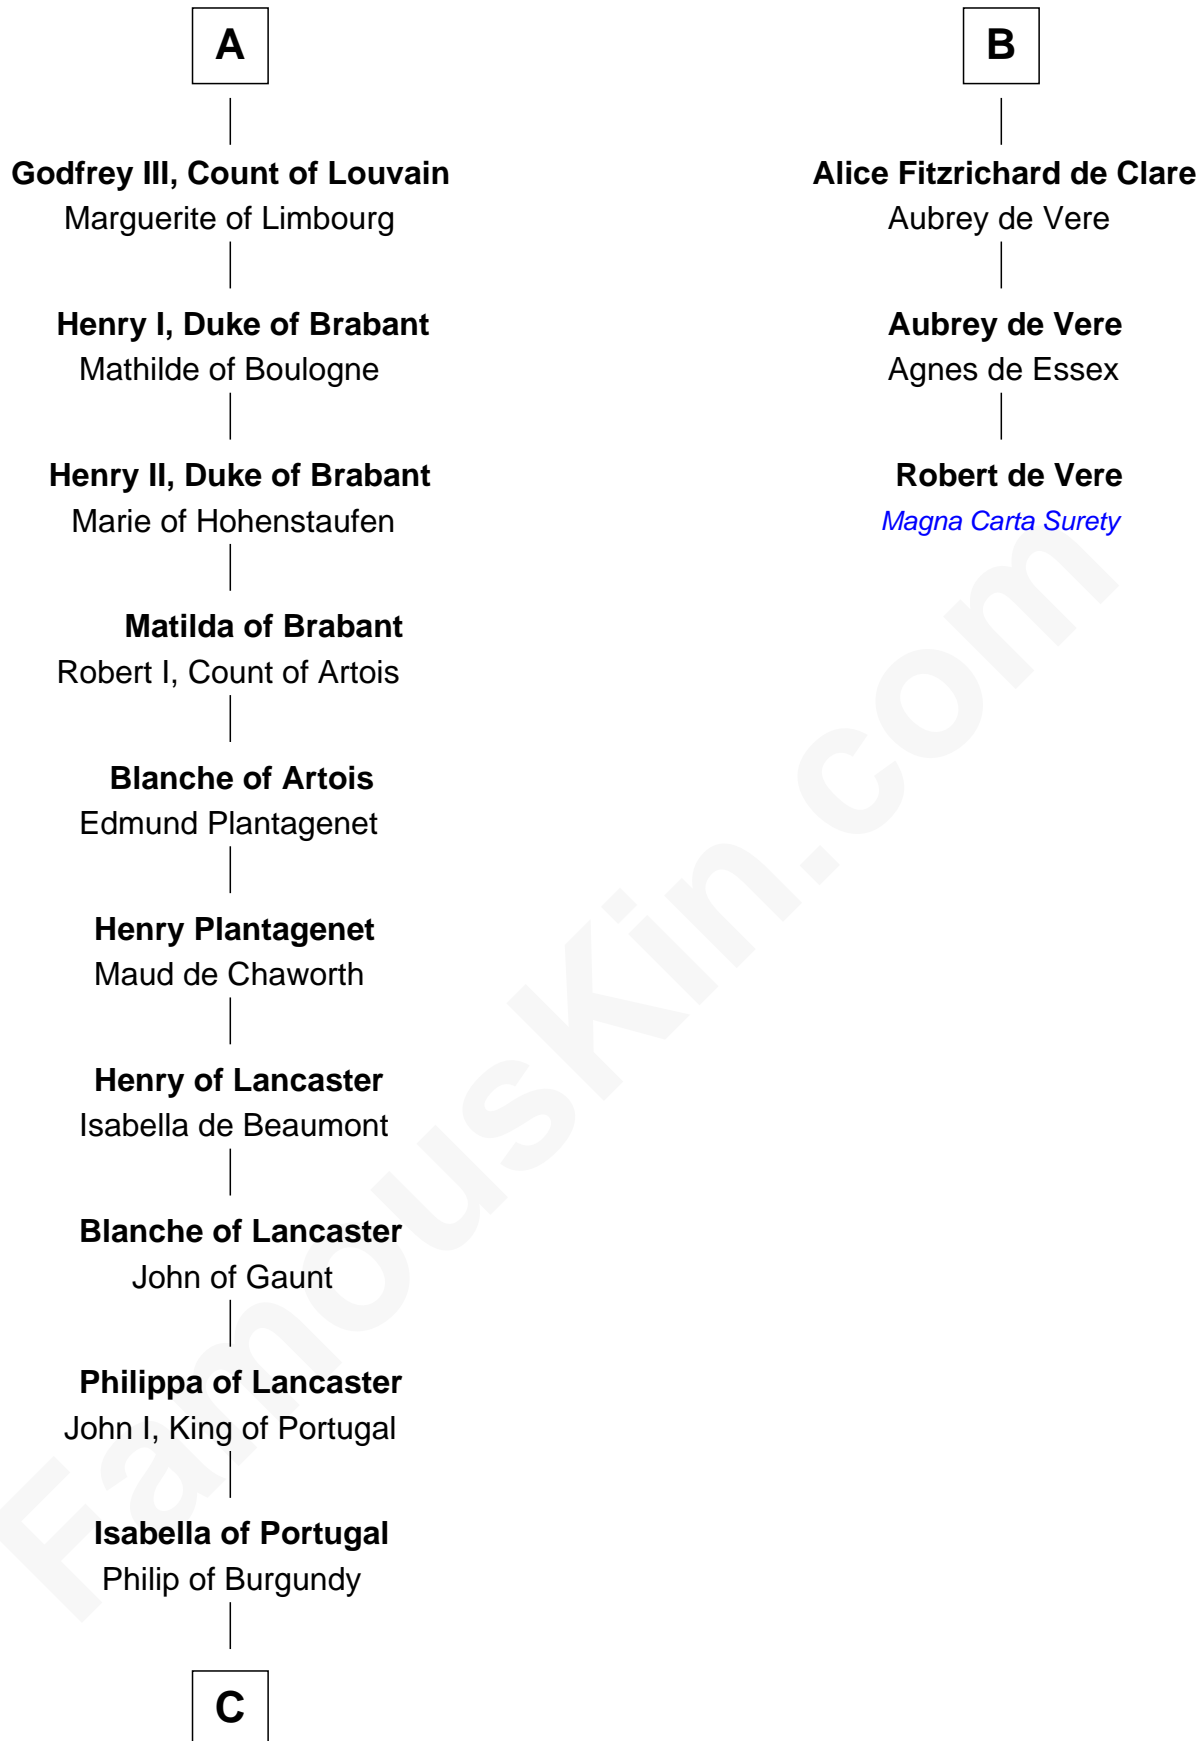 A
Godfrey III, Count of Louvain
Marguerite of Limbourg
Henry I, Duke of Brabant
Mathilde of Boulogne
Henry II, Duke of Brabant
Marie of Hohenstaufen
Matilda of Brabant
Robert I, Count of Artois
Blanche of Artois
Edmund Plantagenet
Henry Plantagenet
Maud de Chaworth
Henry of Lancaster
Isabella de Beaumont
Blanche of Lancaster
John of Gaunt
Philippa of Lancaster
John I, King of Portugal
Isabella of Portugal
Philip of Burgundy
C
B
Alice Fitzrichard de Clare
Aubrey de Vere
Aubrey de Vere
Agnes de Essex
Robert de Vere
Magna Carta Surety
FamousKin.com